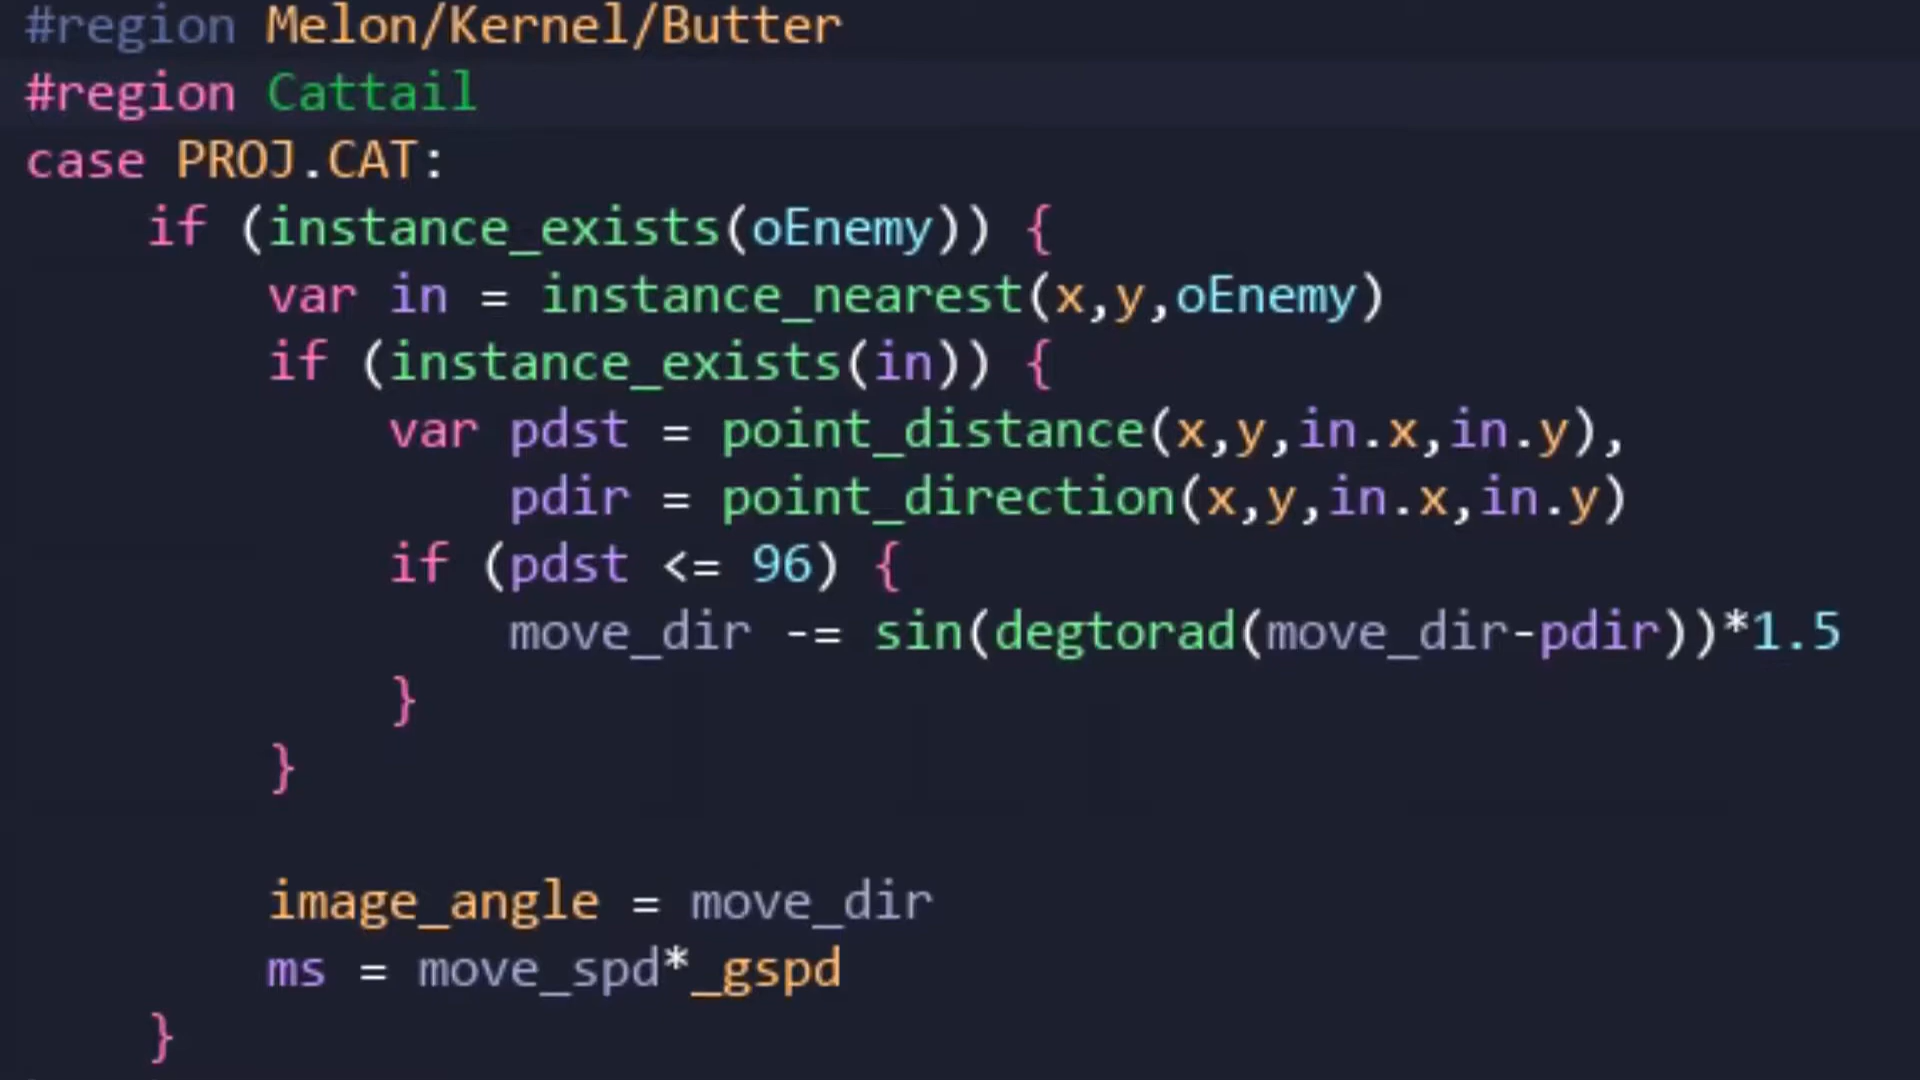 #region Melon/Kernel/Butter
#region Cattail
case PROJ.CAT:
if (instance_exists(oEnemy)) {
var in = instance_nearest(x,y,oEnemy)
if (instance_exists(in)) {
var pdst = point_distance(x,y,in.x,in.y),
pdir = point_direction(x,y,in.x,in.y)
if (pdst <= 96) {
move_dir -= sin(degtorad(move_dir-pdir))*1.5
}
}
image_angle = move_dir
ms = move_spd*_gspd
}